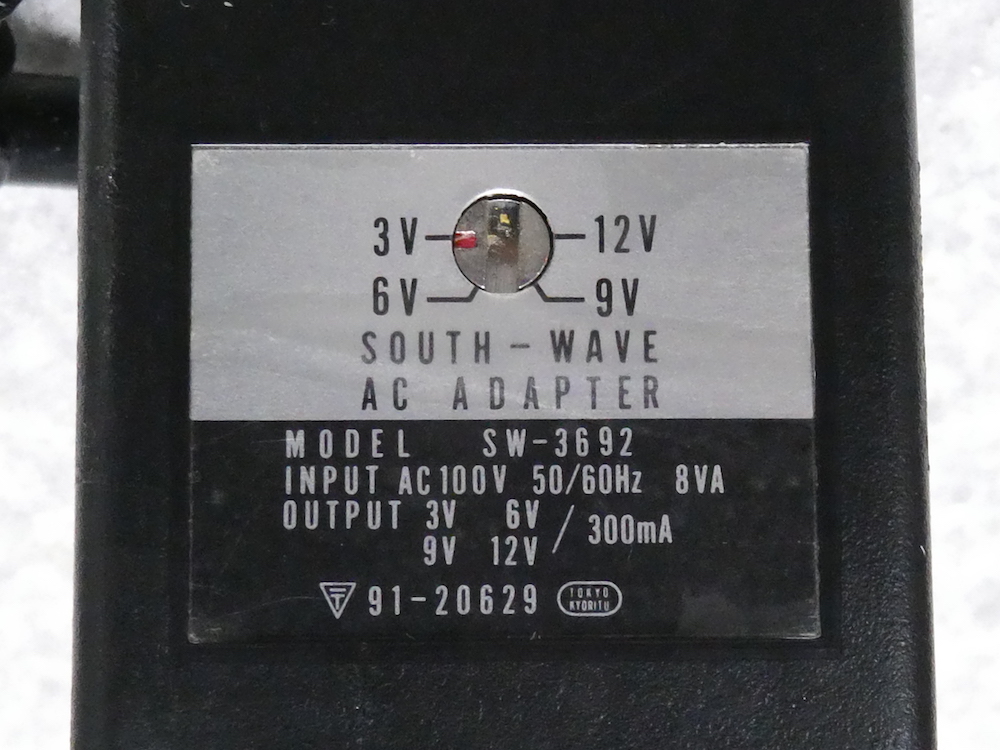 3V 12V
6V 9V
SOUTH-WAVE
AC ADAPTER
MODEL SW-3692
INPUT AC100V 50/60Hz 8VA
OUTPUT 3V 6V
9V 12V / 300mA
T 91-20629 TOKYO
KYORITU